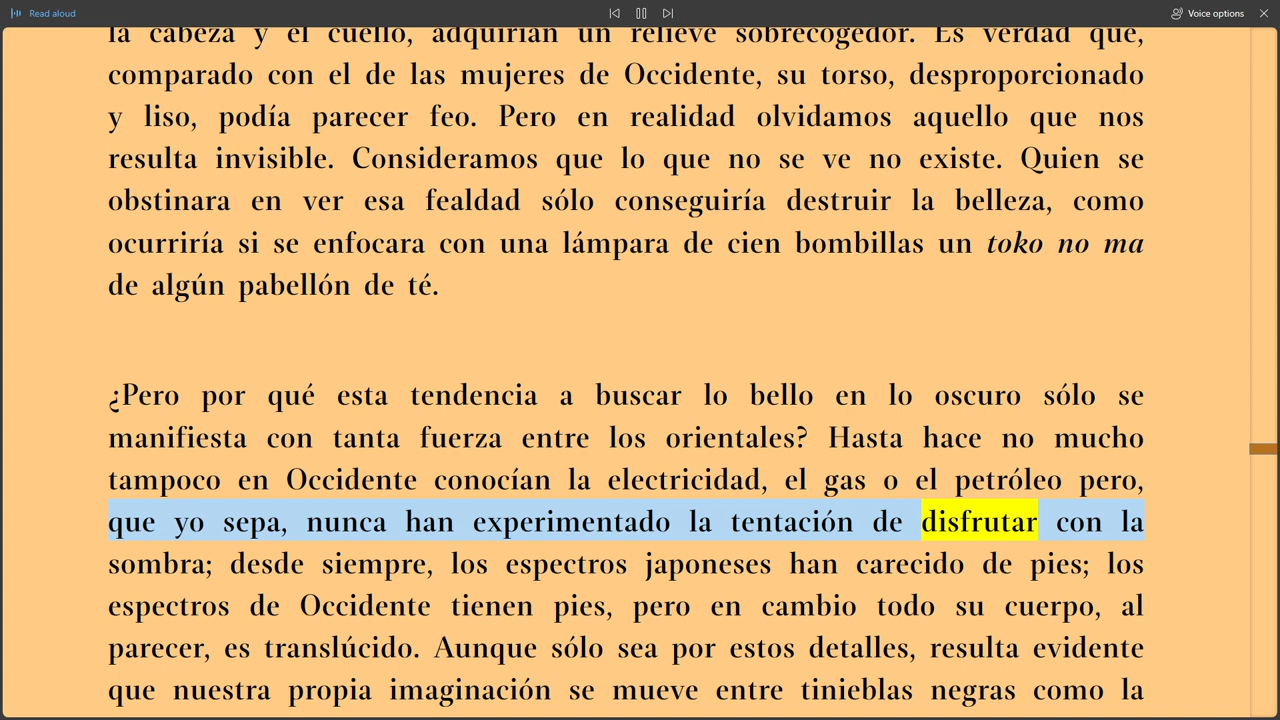 Read aloud
Voice options
la cabeza y el cuello, adquirían un relieve sobrecogedor. Es verdad que,
comparado con el de las mujeres de Occidente, su torso, desproporcionado
y liso, podía parecer feo. Pero en realidad olvidamos aquello que nos
resulta invisible. Consideramos que lo que no se ve no existe. Quien se
obstinara en ver esa fealdad sólo conseguiría destruir la belleza, como
ocurriría si se enfocara con una lámpara de cien bombillas un toko no ma
de algún pabellón de té.
¿Pero por qué esta tendencia a buscar lo bello en lo oscuro sólo se
manifiesta con tanta fuerza entre los orientales? Hasta hace no mucho
tampoco en Occidente conocían la electricidad, el gas o el petróleo pero,
que yo sepa, nunca han experimentado la tentación de disfrutar con la
sombra; desde siempre, los espectros japoneses han carecido de pies; los
espectros de Occidente tienen pies, pero en cambio todo su cuerpo, al
parecer, es translúcido. Aunque sólo sea por estos detalles, resulta evidente
que nuestra propia imaginación se mueve entre tinieblas negras como la